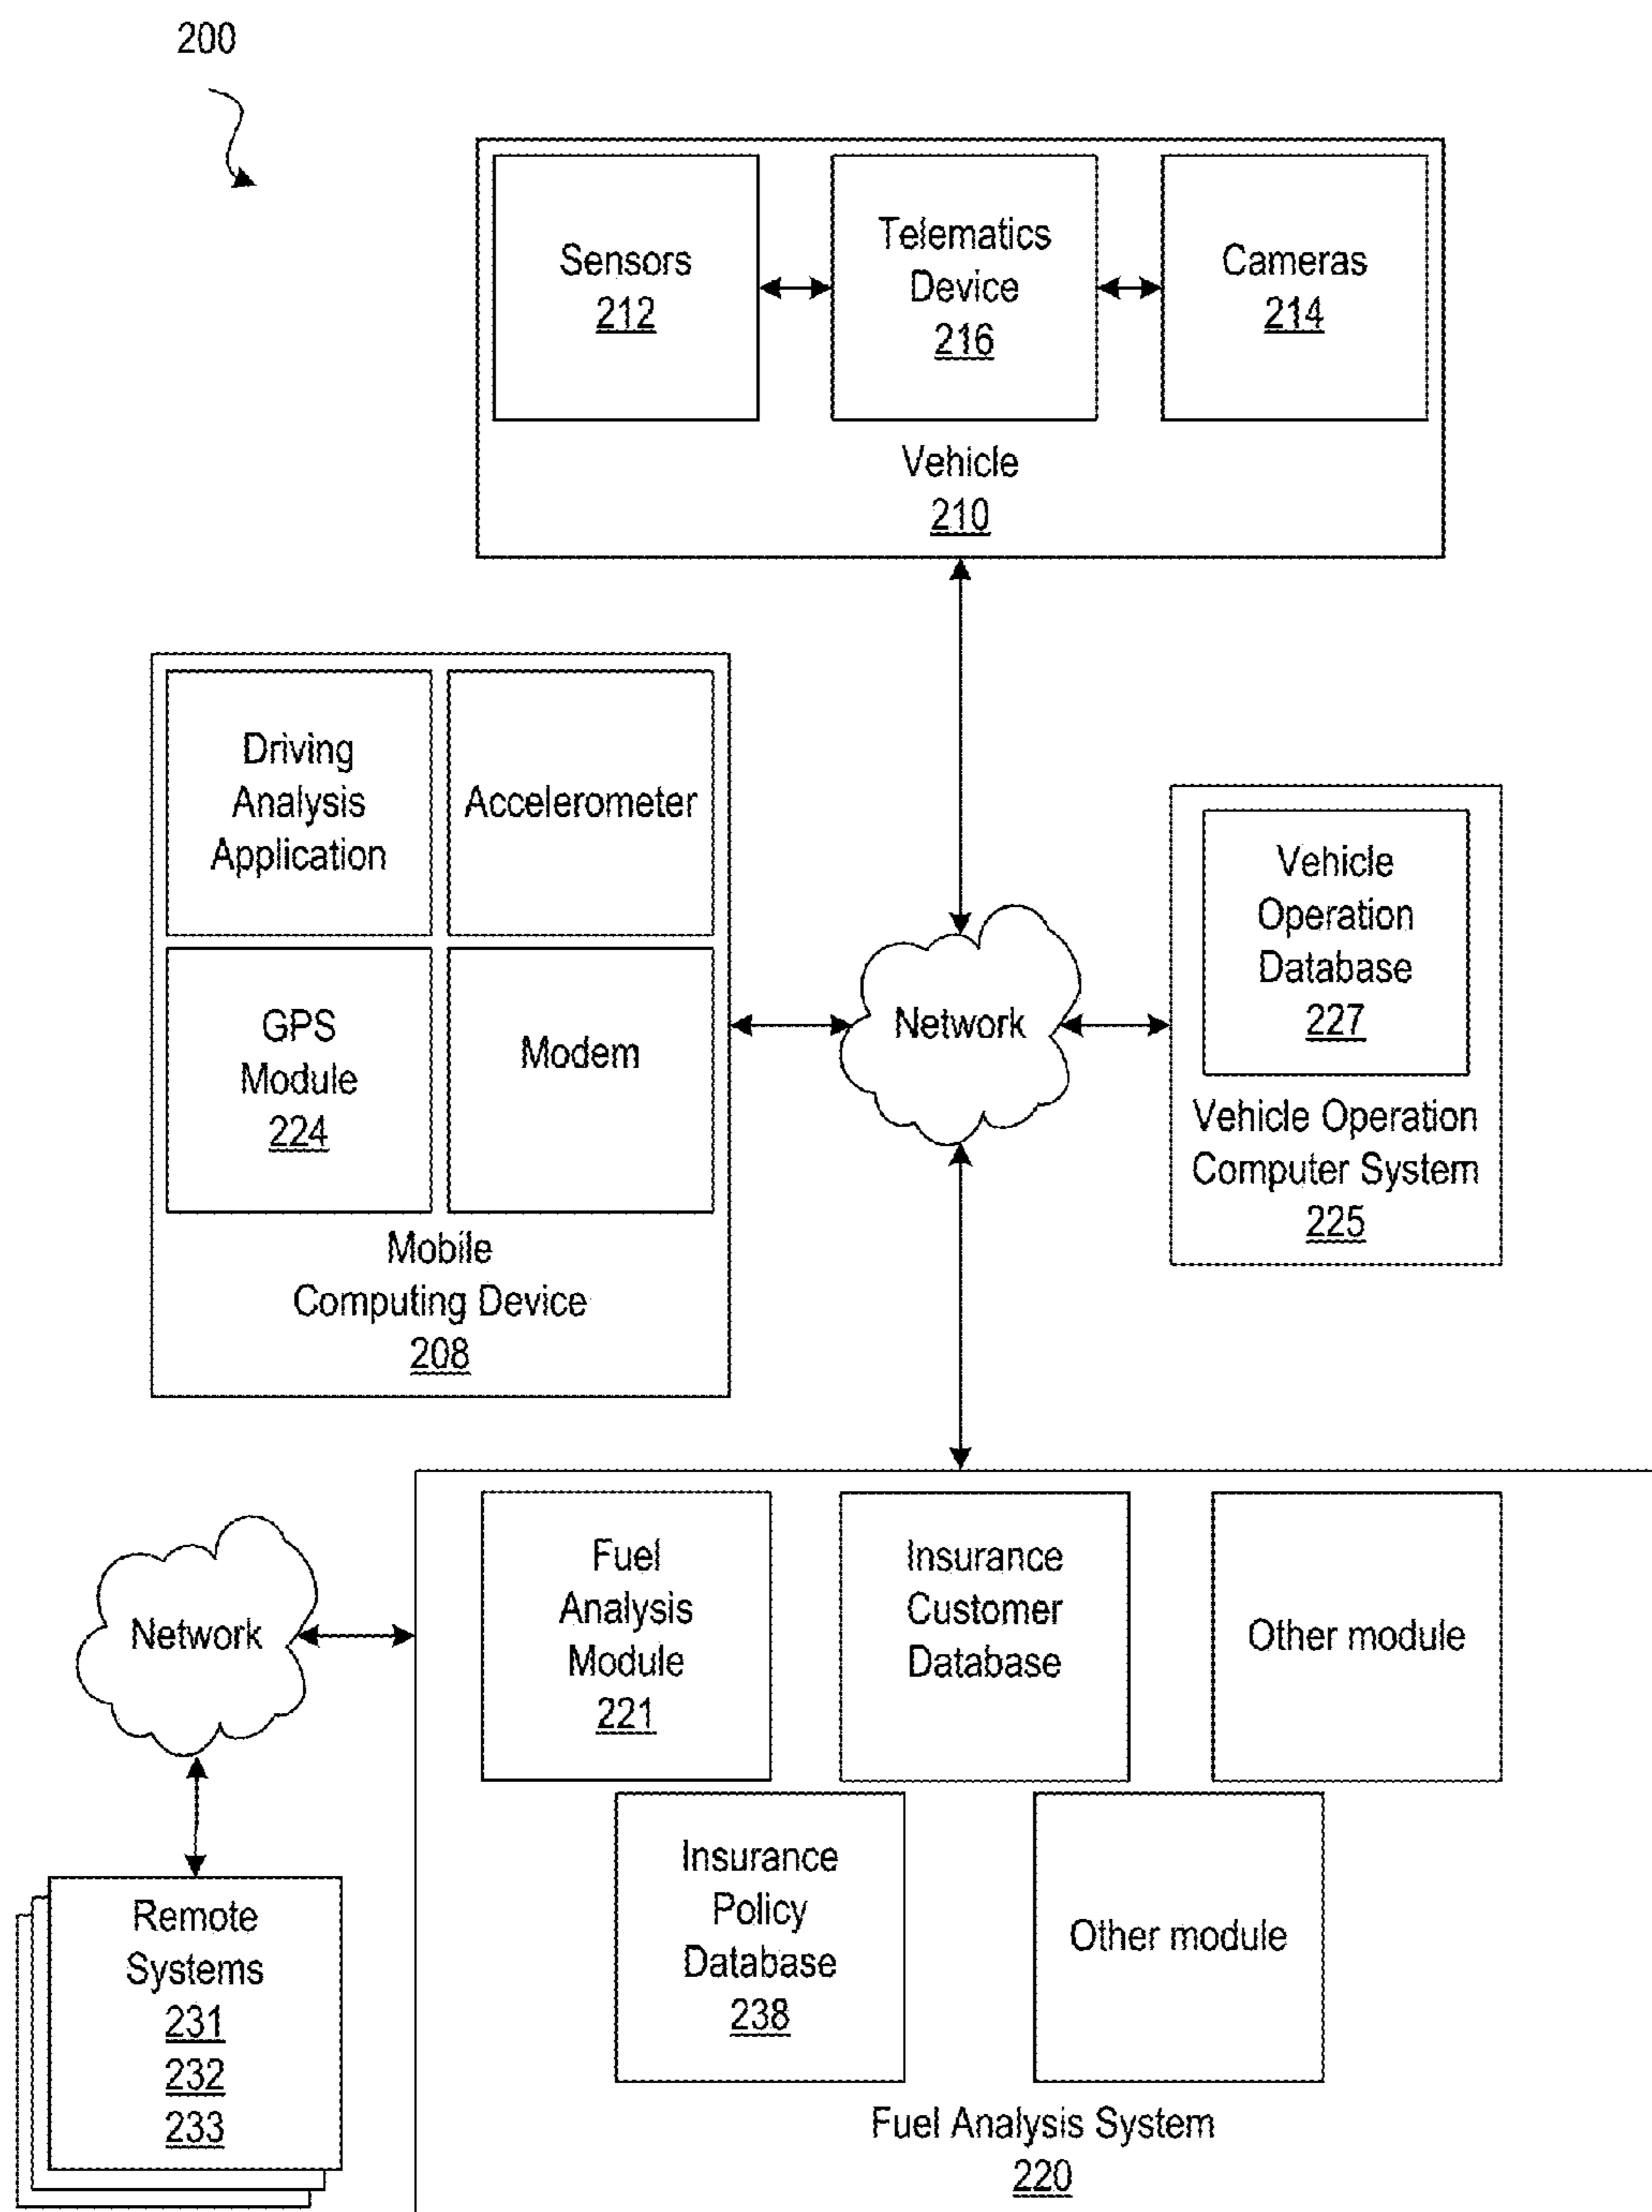 200
Sensors
212
Telematics
Device
216
Cameras
214
Vehicle
210
Driving
Analysis
Application
Accelerometer
GPS
Module
224
Modem
Mobile
Computing Device
208
Network
Vehicle
Operation
Database
227
Vehicle Operation
Computer System
225
Network
Remote
Systems
231
232
233
Fuel
Analysis
Module
221
Insurance
Customer
Database
Other module
Insurance
Policy
Database
238
Other module
Fuel Analysis System
220